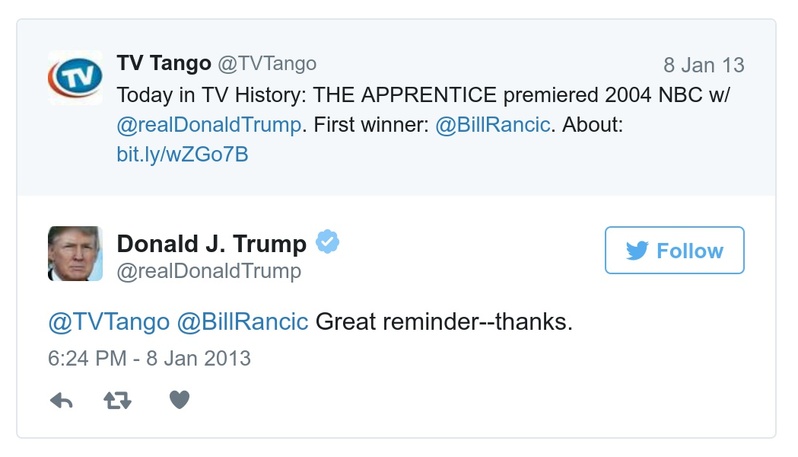 TV
TV Tango @TVTango 8 Jan 13
Today in TV History: THE APPRENTICE premiered 2004 NBC w/
@realDonaldTrump. First winner: @BillRancic. About:
bit.ly/wZGo7B
Donald J. Trump
@realDonaldTrump
Follow
@TVTango @BillRancic Great reminder--thanks.
6:24 PM - 8 Jan 2013